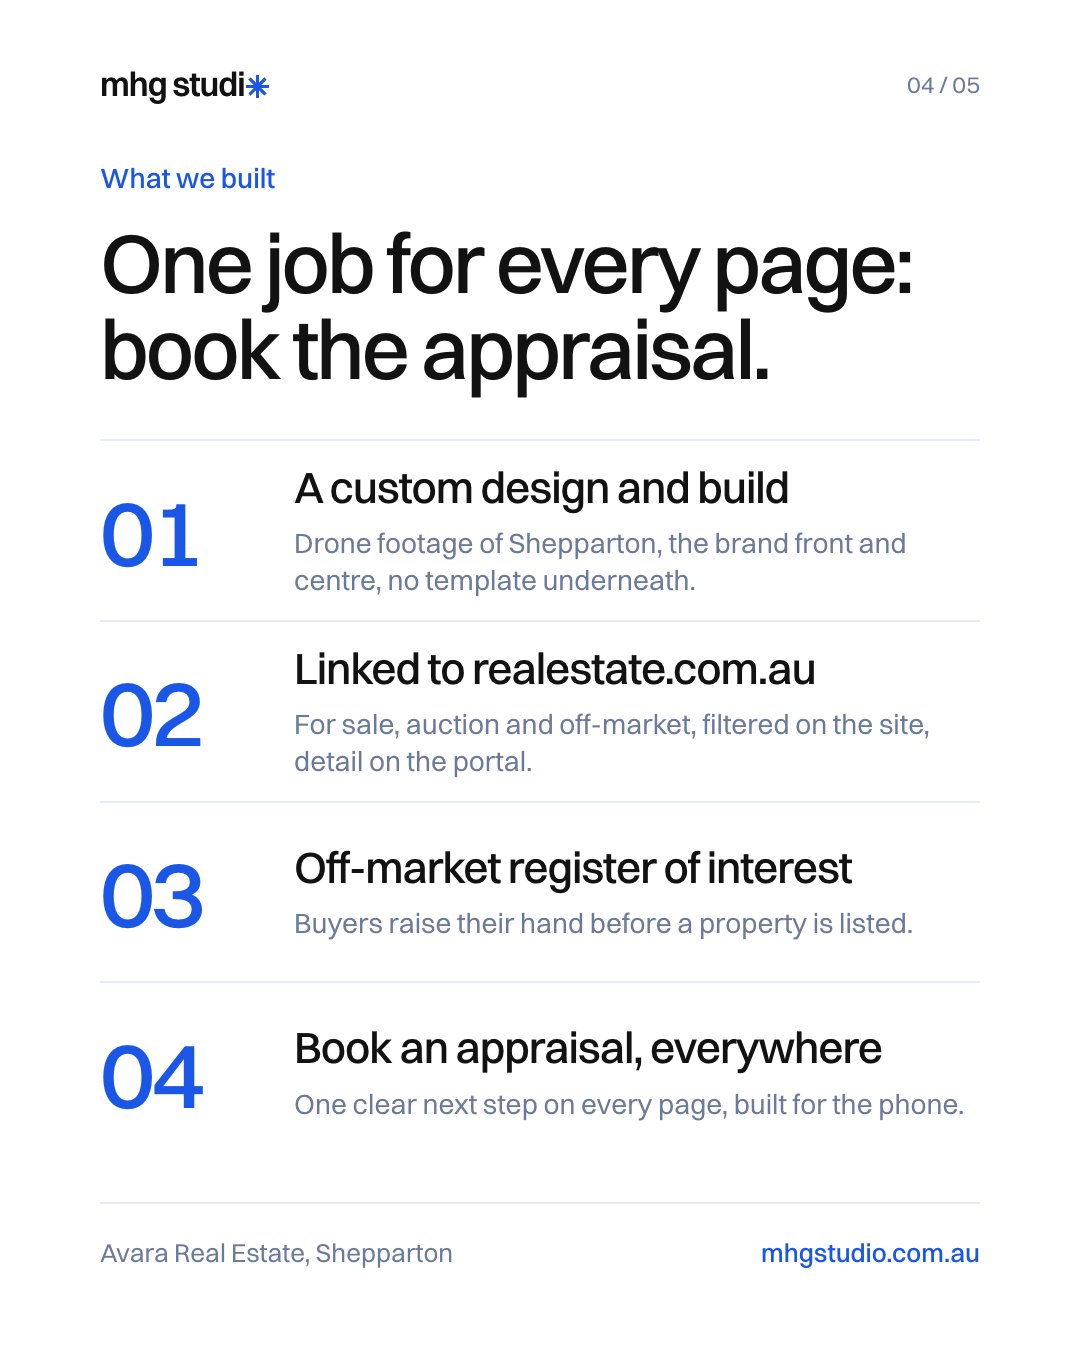 mhg studi*
04 / 05
What we built
One job for every page:
book the appraisal.
01
A custom design and build
Drone footage of Shepparton, the brand front and
centre, no template underneath.
02
Linked to realestate.com.au
For sale, auction and off-market, filtered on the site,
detail on the portal.
03
Off-market register of interest
Buyers raise their hand before a property is listed.
04
Book an appraisal, everywhere
One clear next step on every page, built for the phone.
Avara Real Estate, Shepparton
mhgstudio.com.au